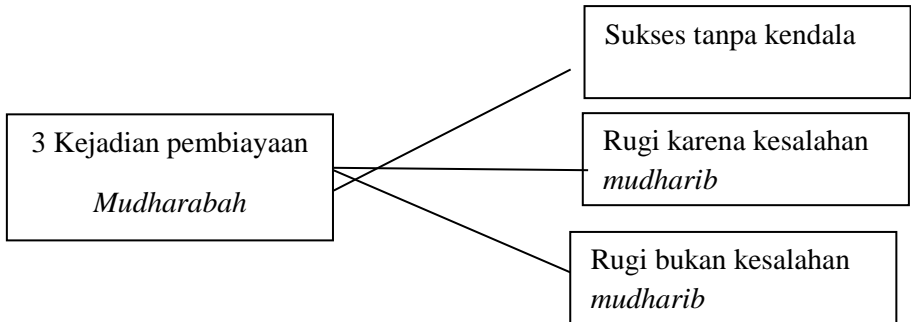 Sukses tanpa kendala
3 Kejadian pembiayaan
Mudharabah
Rugi karena kesalahan
mudharib
Rugi bukan kesalahan
mudharib